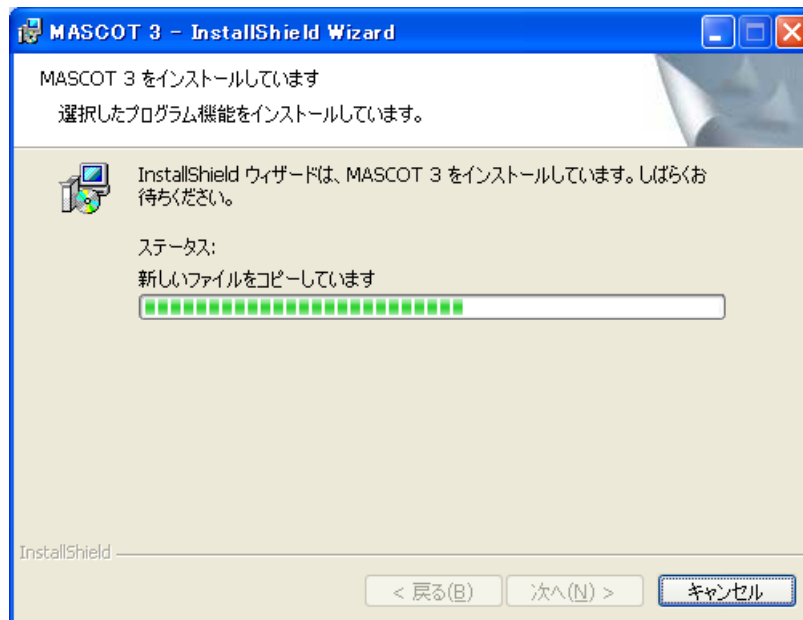 MASCOT 3 - InstallShield Wizard
MASCOT 3 をインストールしています
選択したプログラム機能をインストールしています。
InstallShield ウィザードは、MASCOT 3 をインストールしています。しばらくお
待ちください。
ステータス:
新しいファイルをコピーしています
InstallShield
< 戻る(B)
次へ(N) >
キャンセル